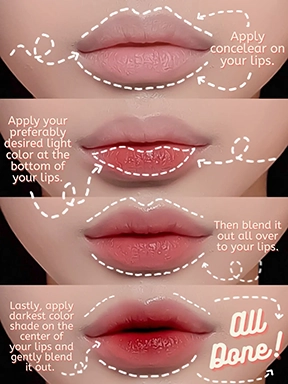 Apply
concelear on
your lips.
Apply your
preferably
desired light
color at the
bottom of
your lips.
Then blend it
out all over
to your lips.
Lastly, apply
darkest color
shade on the
center of
your lips and
gently blend
it out.
All
Done!